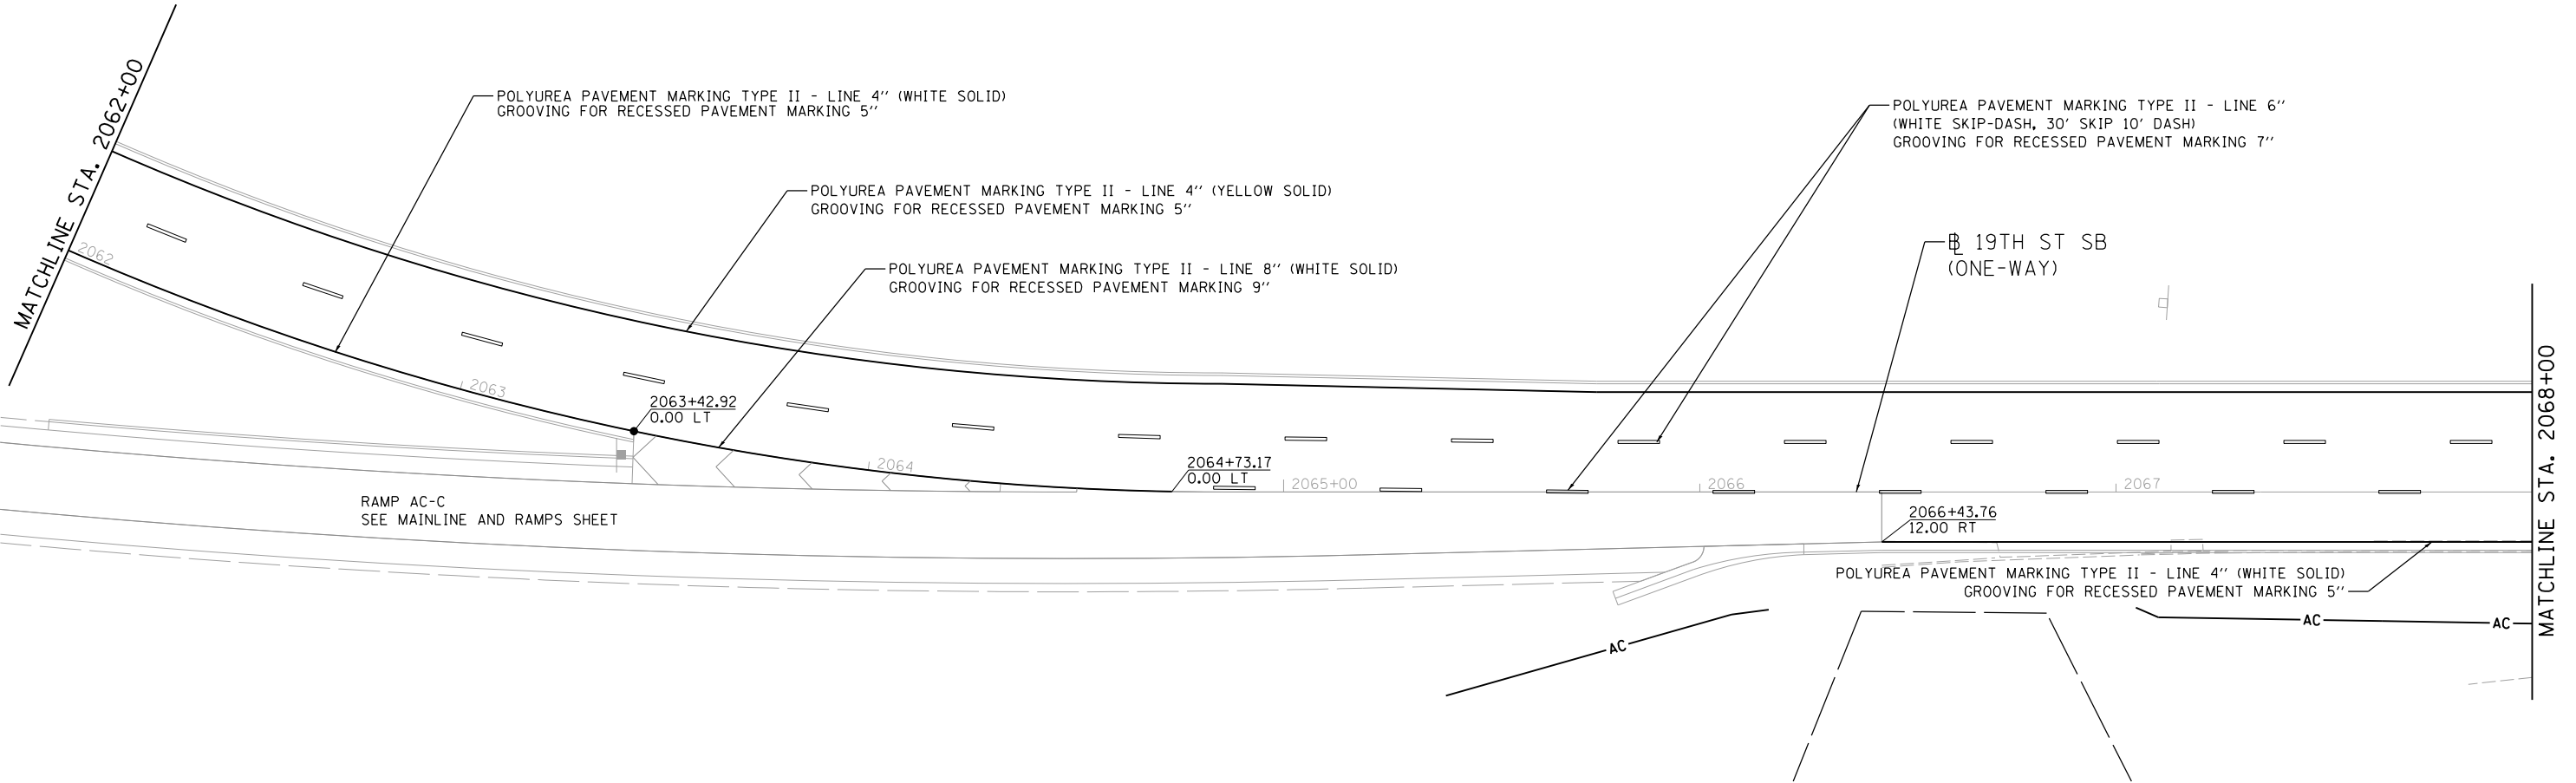 MATCHLINE STA. 2062+00
POLYUREA PAVEMENT MARKING TYPE II - LINE 4" (WHITE SOLID)
GROOVING FOR RECESSED PAVEMENT MARKING 5"
POLYUREA PAVEMENT MARKING TYPE II - LINE 4" (YELLOW SOLID)
GROOVING FOR RECESSED PAVEMENT MARKING 5"
POLYUREA PAVEMENT MARKING TYPE II - LINE 8" (WHITE SOLID)
GROOVING FOR RECESSED PAVEMENT MARKING 9"
POLYUREA PAVEMENT MARKING TYPE II - LINE 6"
(WHITE SKIP-DASH, 30' SKIP 10' DASH)
GROOVING FOR RECESSED PAVEMENT MARKING 7"
℄ 19TH ST SB
(ONE-WAY)
2062
2063
2063+42.92
0.00 LT
2064
2064+73.17
0.00 LT
2065+00
2066
2067
2066+43.76
12.00 RT
RAMP AC-C
SEE MAINLINE AND RAMPS SHEET
POLYUREA PAVEMENT MARKING TYPE II - LINE 4" (WHITE SOLID)
GROOVING FOR RECESSED PAVEMENT MARKING 5"
AC
AC
AC
MATCHLINE STA. 2068+00